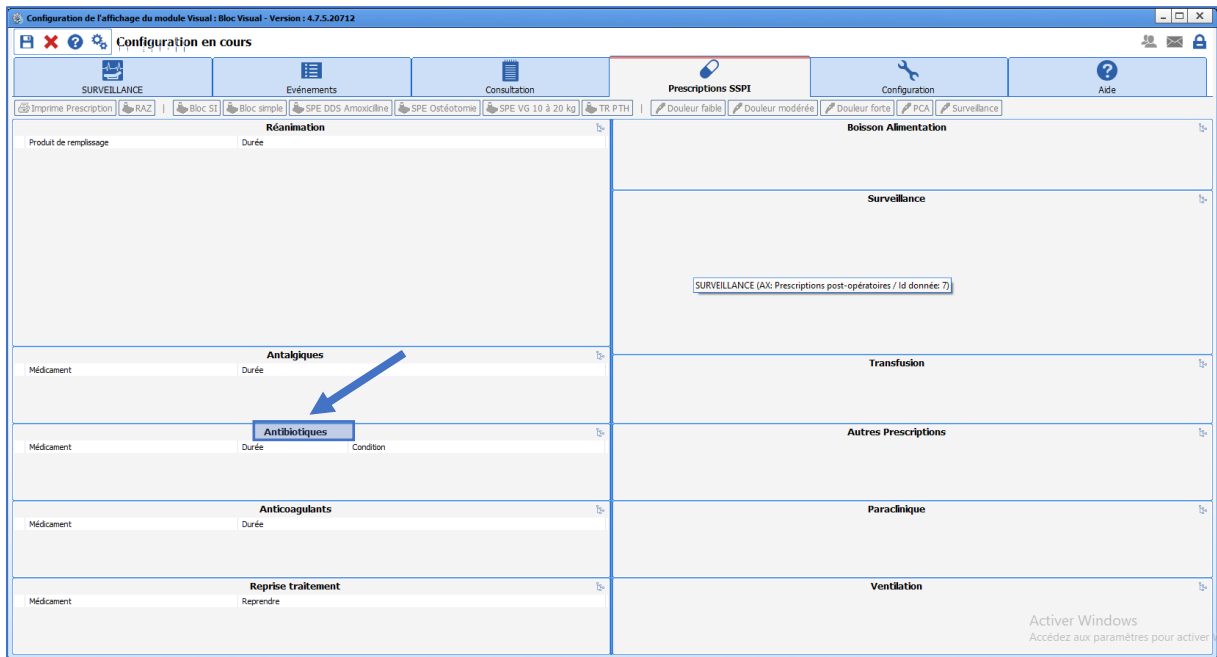 Configuration de l'affichage du module Visual : Bloc Visual - Version : 4.7.5.20712
Configuration en cours
SURVEILLANCE
Evénements
Consultation
Prescriptions SSPI
Configuration
Aide
Imprime Prescription RAZ | Bloc SI Bloc simple SPE DDS Amoxiciline SPE Ostéotomie SPE VG 10 à 20 kg TR PTH | Douleur faible Douleur modérée Douleur forte PCA Surveillance
Réanimation
Produit de remplissage Durée
Antalgiques
Médicament Durée
Antibiotiques
Médicament Durée Condition
Anticoagulants
Médicament Durée
Reprise traitement
Médicament Reprendre
Boisson Alimentation
Surveillance
SURVEILLANCE (AX: Prescriptions post-opératoires / Id donnée: 7)
Transfusion
Autres Prescriptions
Paraclinique
Ventilation
Activer Windows
Accédez aux paramètres pour activer